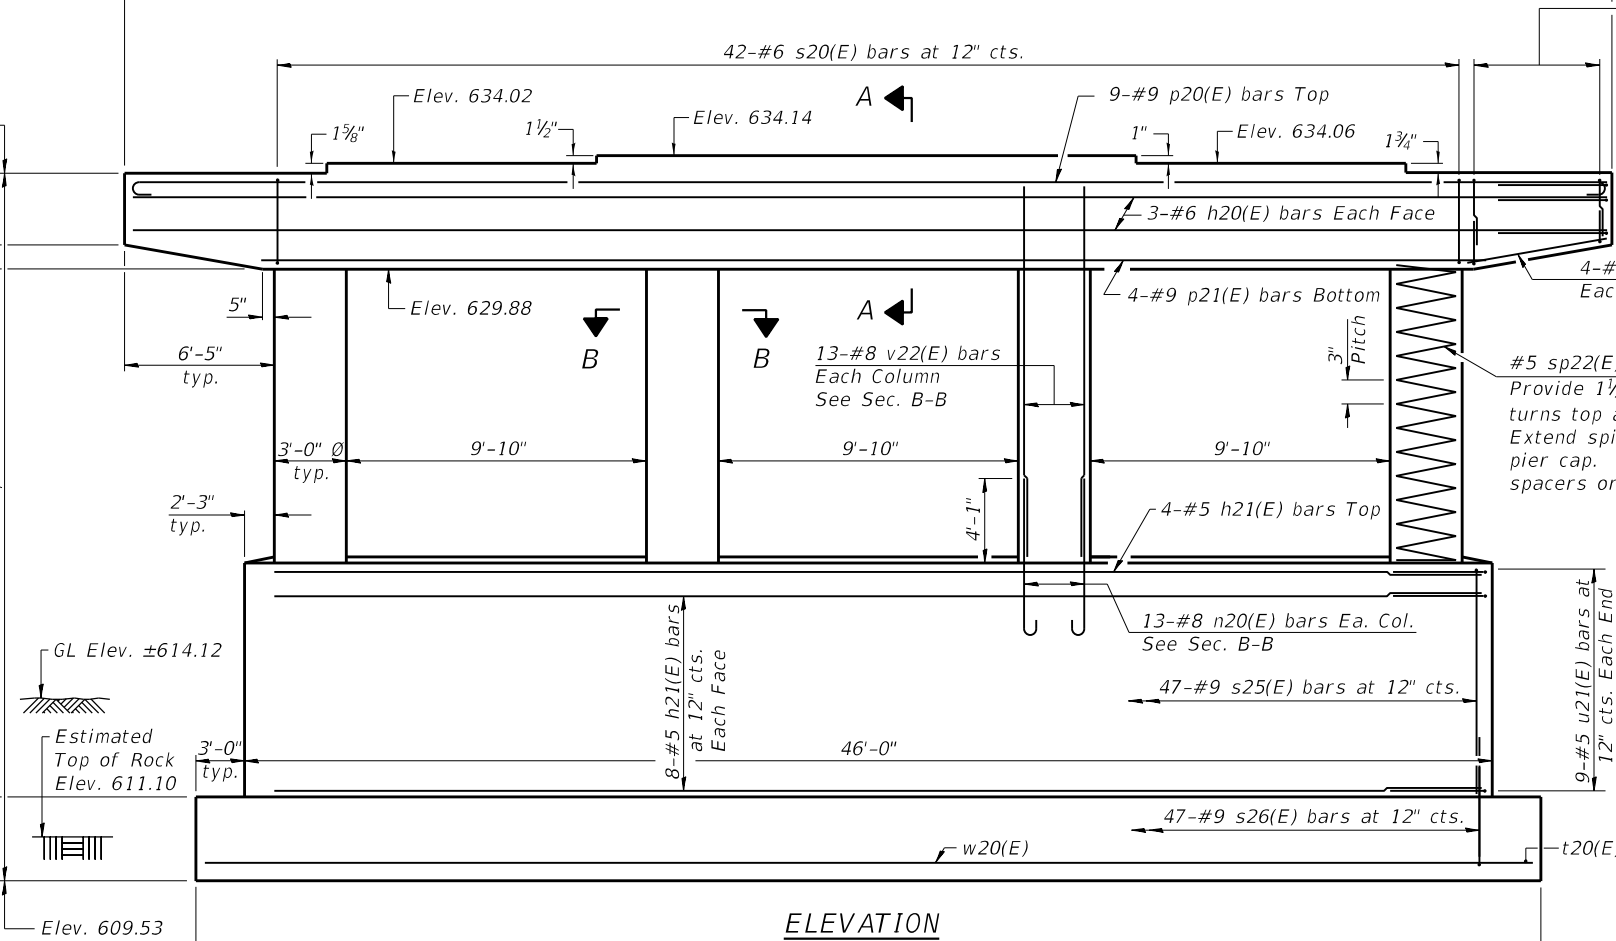 42-#6 s20(E) bars at 12" cts.
Elev. 634.02
A
9-#9 p20(E) bars Top
1⅝"
1½"
Elev. 634.14
1"
Elev. 634.06
1¾"
3-#6 h20(E) bars Each Face
5"
Elev. 629.88
A
4-#9 p21(E) bars Bottom
4-#
Eac
6'-5"
typ.
B
B
13-#8 v22(E) bars
Each Column
See Sec. B-B
3"
Pitch
#5 sp22(E)
Provide 1½
turns top a
Extend spi
pier cap.
spacers or
3'-0" Ø
typ.
9'-10"
9'-10"
9'-10"
2'-3"
typ.
4'-1"
4-#5 h21(E) bars Top
13-#8 n20(E) bars Ea. Col.
See Sec. B-B
GL Elev. ±614.12
8-#5 h21(E) bars
at 12" cts.
Each Face
47-#9 s25(E) bars at 12" cts.
9-#5 u21(E) bars at
12" cts. Each End
Estimated
Top of Rock
Elev. 611.10
3'-0"
typ.
46'-0"
47-#9 s26(E) bars at 12" cts.
w20(E)
t20(E)
Elev. 609.53
ELEVATION